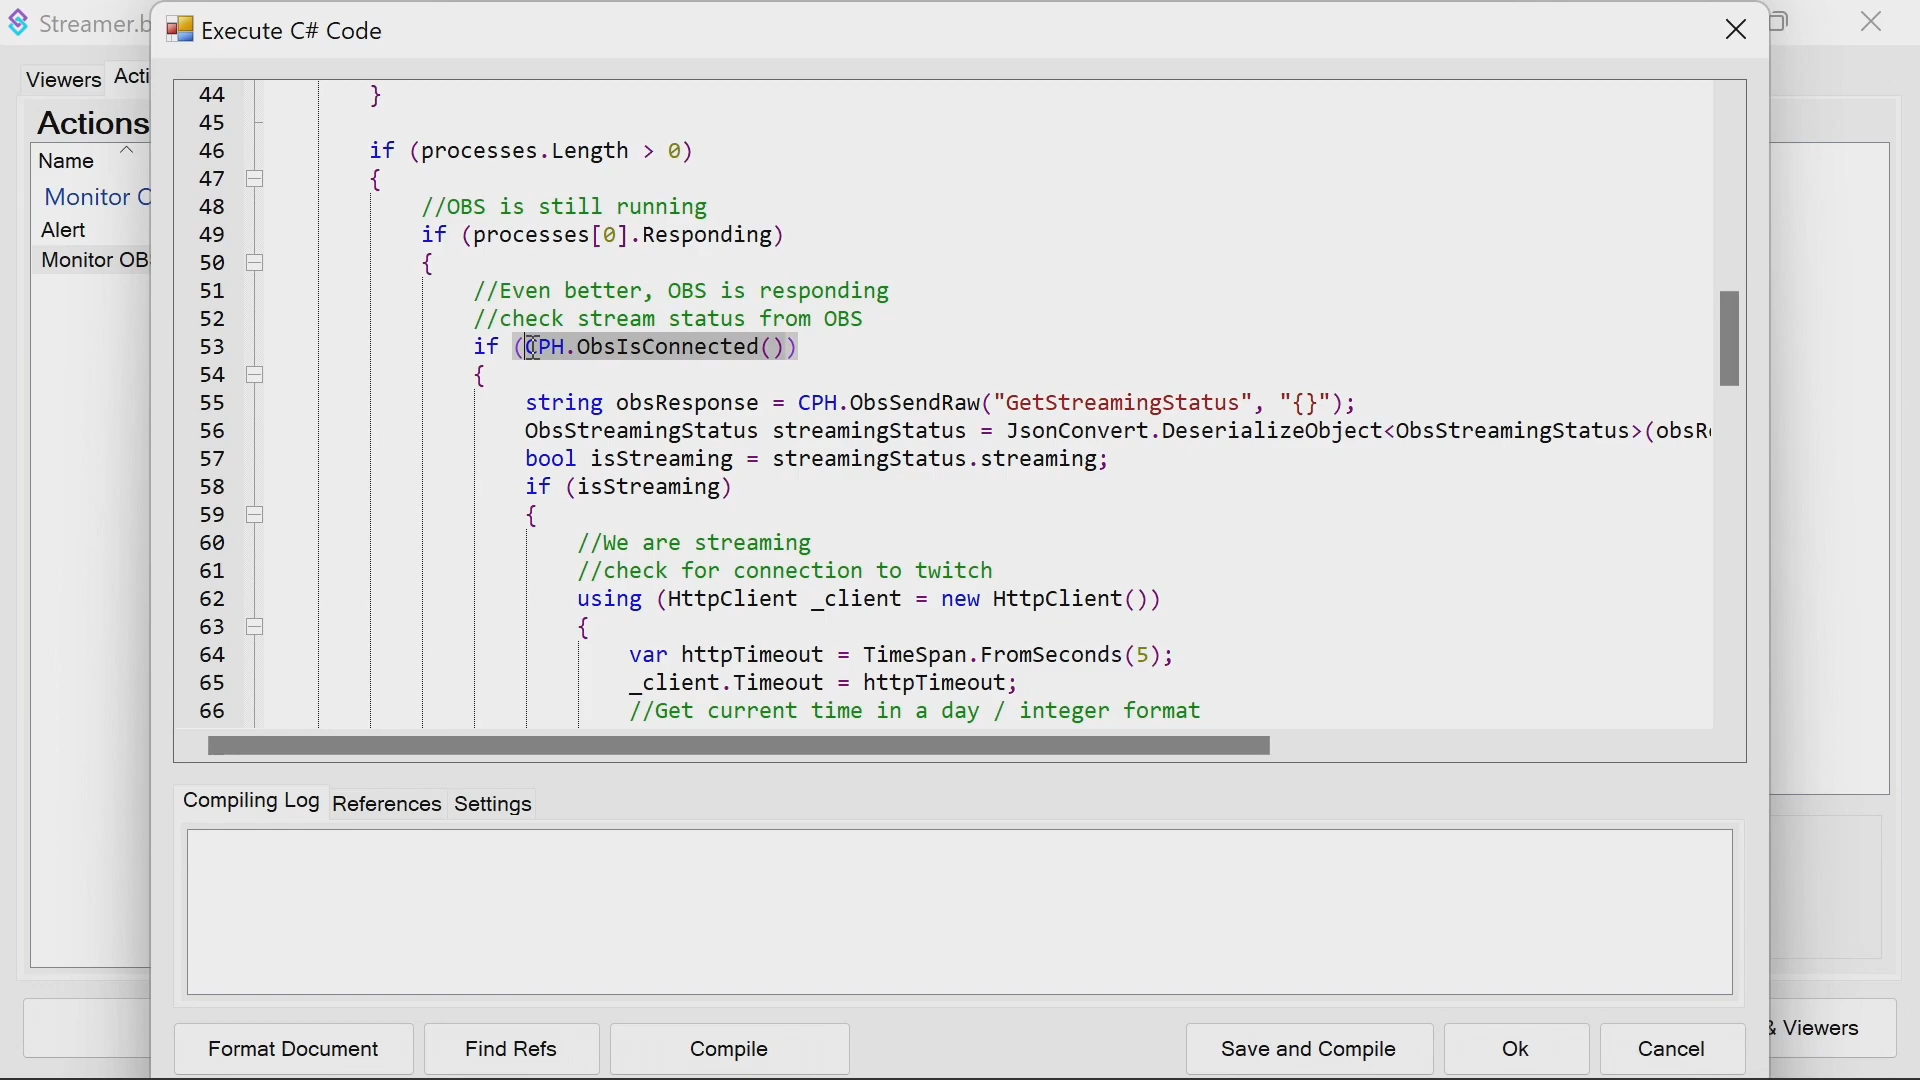 Streamer.b
Execute C# Code
Viewers
Acti
Actions
Name
Monitor C
Alert
Monitor OB
44 }
45
46 if (processes.Length > 0)
47 {
48 //OBS is still running
49 if (processes[0].Responding)
50 {
51 //Even better, OBS is responding
52 //check stream status from OBS
53 if (CPH.ObsIsConnected())
54 {
55 string obsResponse = CPH.ObsSendRaw("GetStreamingStatus", "{}");
56 ObsStreamingStatus streamingStatus = JsonConvert.DeserializeObject<ObsStreamingStatus>(obsR
57 bool isStreaming = streamingStatus.streaming;
58 if (isStreaming)
59 {
60 //We are streaming
61 //check for connection to twitch
62 using (HttpClient _client = new HttpClient())
63 {
64 var httpTimeout = TimeSpan.FromSeconds(5);
65 _client.Timeout = httpTimeout;
66 //Get current time in a day / integer format
Compiling Log
References
Settings
Format Document
Find Refs
Compile
Save and Compile
Ok
Cancel
& Viewers